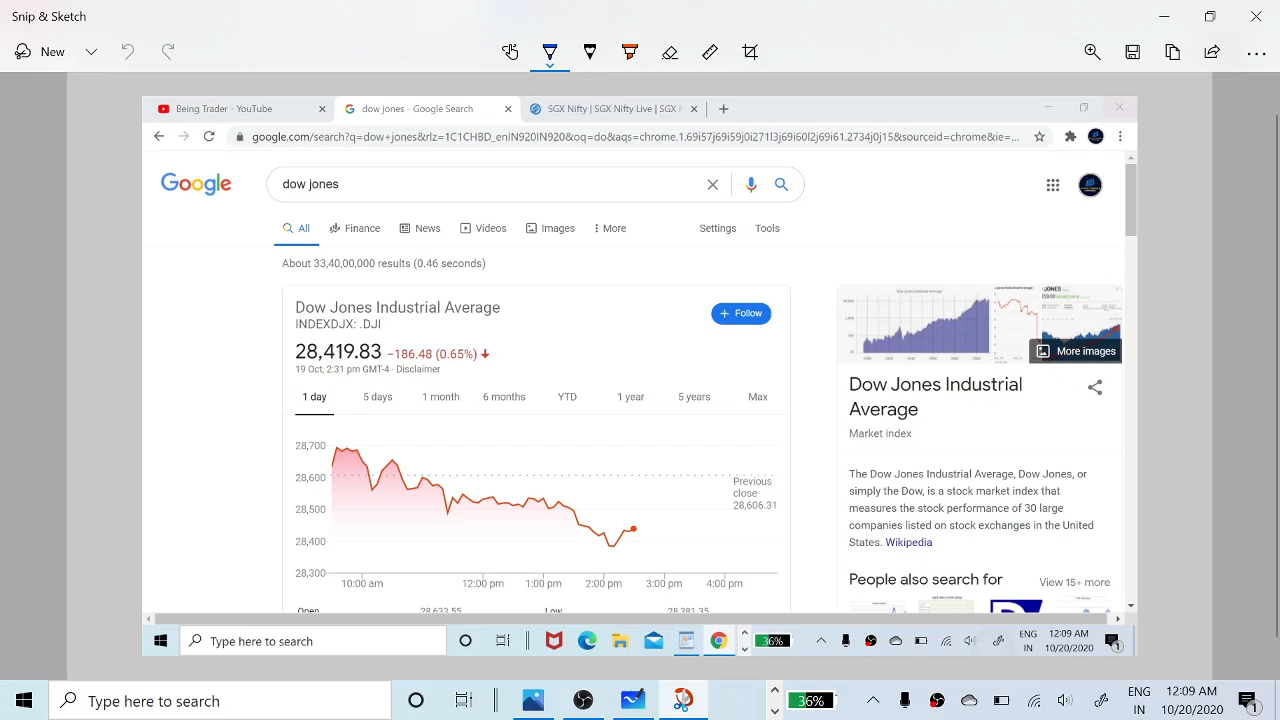 Snip & Sketch
New
Being Trader - YouTube
dow jones - Google Search
SGX Nifty | SGX Nifty Live | SGX N
google.com/search?q=dow+jones&rlz=1C1CHBD_enIN920IN920&oq=do&aqs=chrome.1.69i57j69i59j0i271l3j69i60l2j69i61.2734j0j15&sourceid=chrome&ie=...
Google
dow jones
All
Finance
News
Videos
Images
More
Settings
Tools
About 33,40,00,000 results (0.46 seconds)
Dow Jones Industrial Average
INDEXDJX: .DJI
Follow
28,419.83 −186.48 (0.65%)
19 Oct, 2:31 pm GMT-4 · Disclaimer
1 day
5 days
1 month
6 months
YTD
1 year
5 years
Max
28,700
28,600
28,500
28,400
28,300
Previous
close
28,606.31
10:00 am
12:00 pm
1:00 pm
2:00 pm
3:00 pm
4:00 pm
Open
28,633.55
Low
28,381.35
More images
Dow Jones Industrial
Average
Market index
The Dow Jones Industrial Average, Dow Jones, or
simply the Dow, is a stock market index that
measures the stock performance of 30 large
companies listed on stock exchanges in the United
States. Wikipedia
People also search for
View 15+ more
Type here to search
36%
ENG
IN
12:09 AM
10/20/2020
1
Type here to search
36%
ENG
IN
12:09 AM
10/20/2020
1